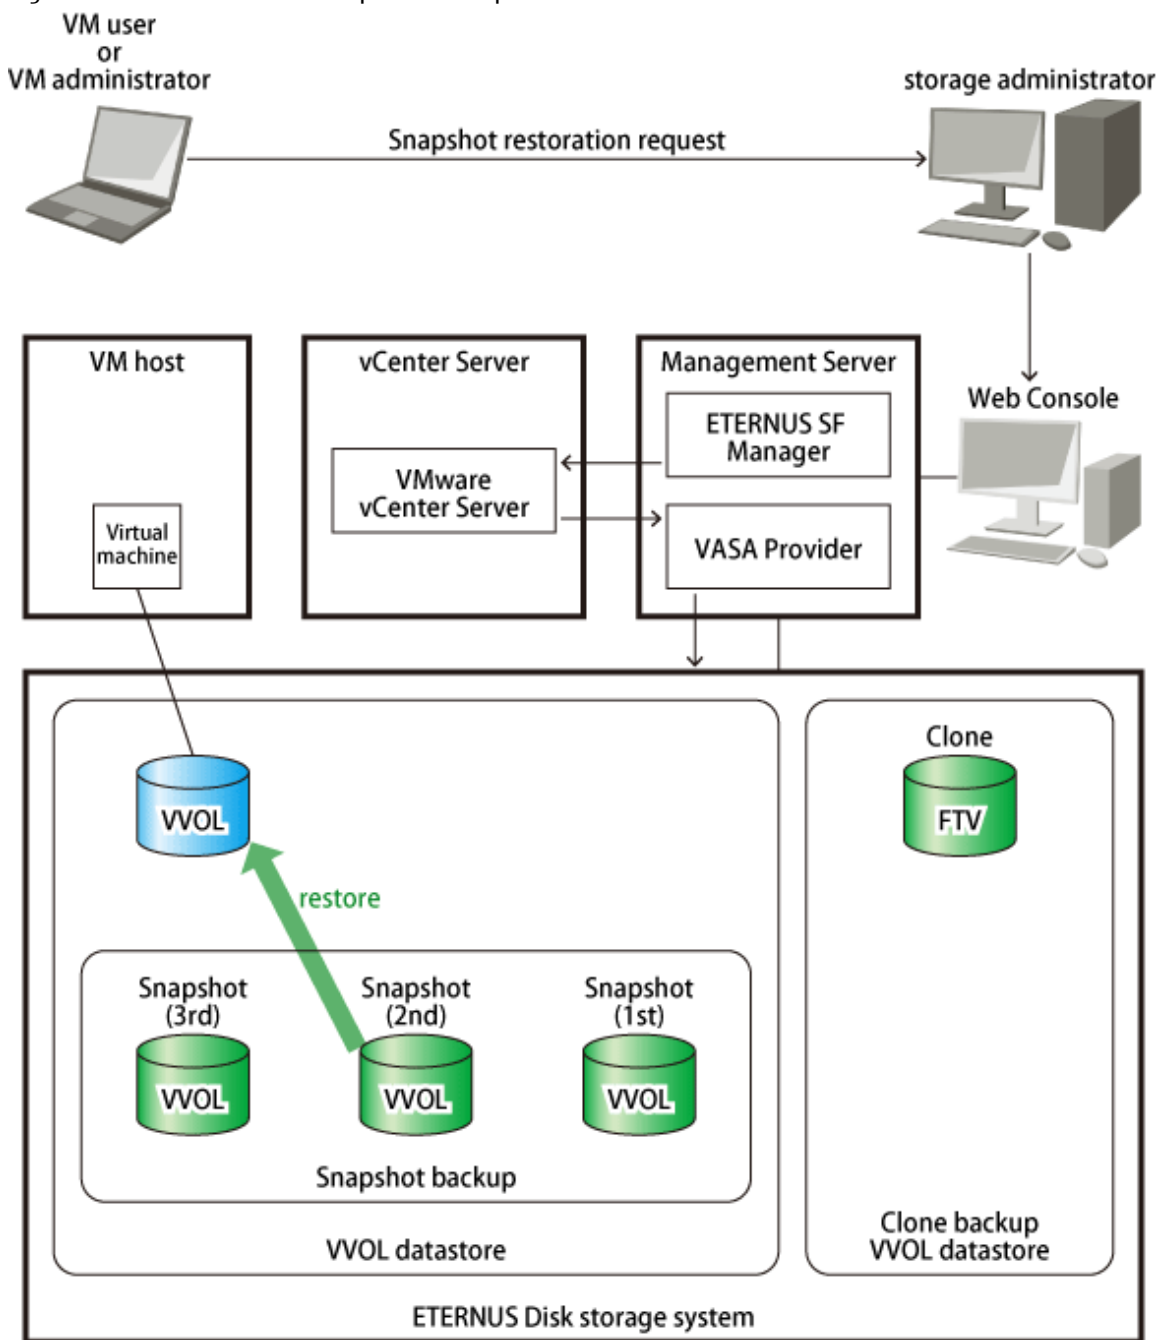 VM user
or
VM administrator
storage administrator
Snapshot restoration request
VM host
vCenter Server
Management Server
Web Console
ETERNUS SF
Manager
VMware
vCenter Server
Virtual
machine
VASA Provider
Clone
VVOL
FTV
restore
Snapshot
(3rd)
Snapshot
(2nd)
Snapshot
(1st)
VVOL
VVOL
VVOL
Snapshot backup
VVOL datastore
Clone backup
VVOL datastore
ETERNUS Disk storage system